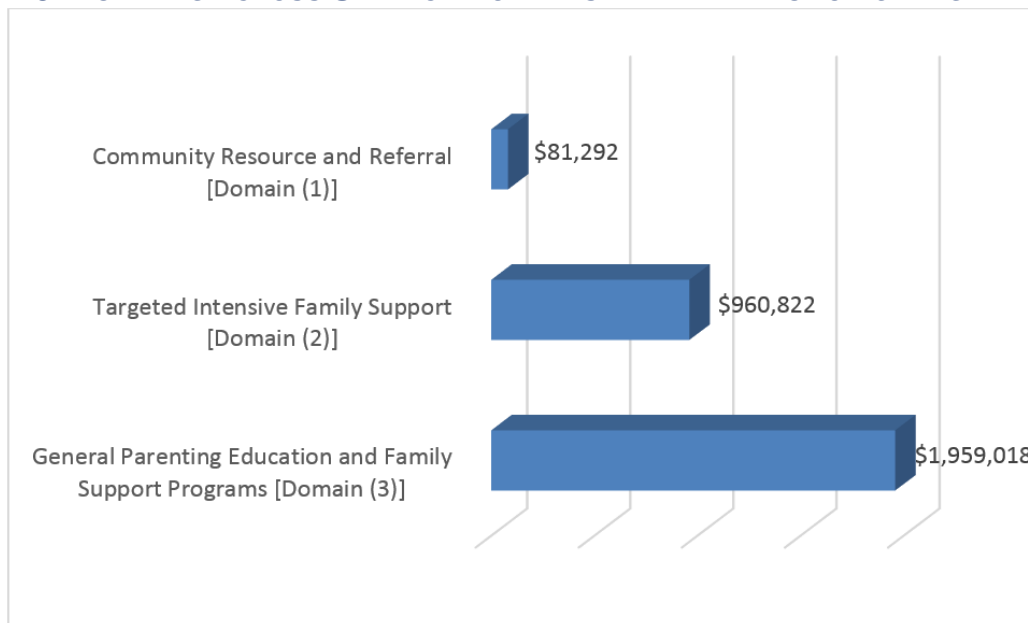 Community Resource and Referral
[Domain (1)]
$81,292
Targeted Intensive Family Support
[Domain (2)]
$960,822
General Parenting Education and Family
Support Programs [Domain (3)]
$1,959,018